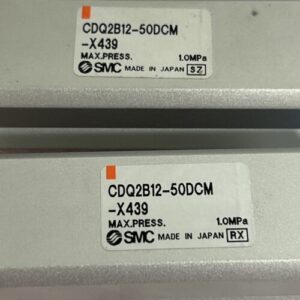 CDQ2B12-50DCM
-X439
MAX.PRESS. 1.0MPa
SMC MADE IN JAPAN SZ
CDQ2B12-50DCM
-X439
MAX.PRESS. 1.0MPa
SMC MADE IN JAPAN RX